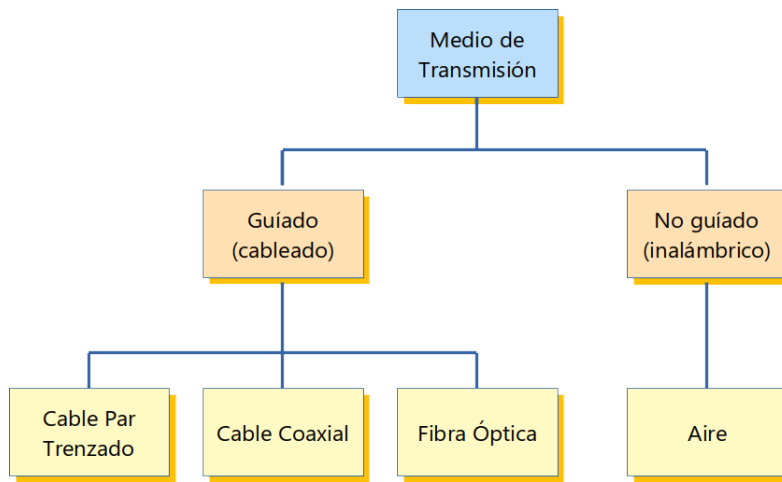 Medio de
Transmisión
Guíado
(cableado)
No guíado
(inalámbrico)
Cable Par
Trenzado
Cable Coaxial
Fibra Óptica
Aire